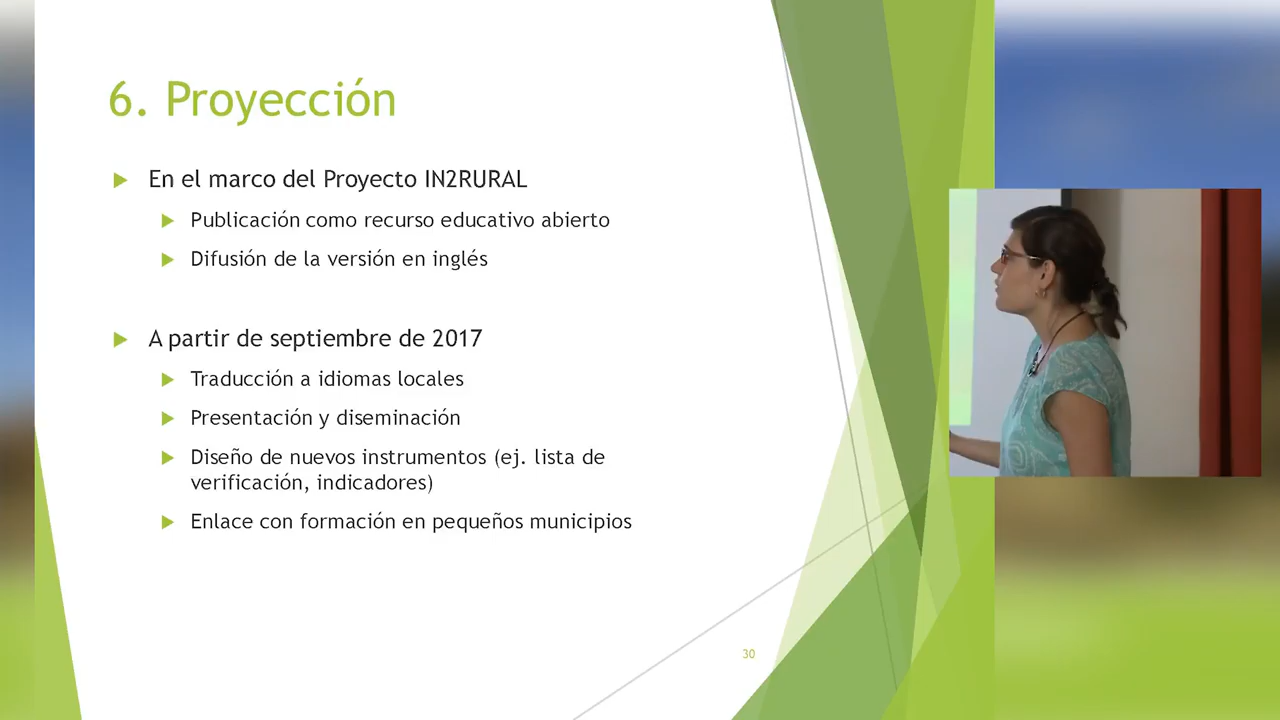 6. Proyección
En el marco del Proyecto IN2RURAL
Publicación como recurso educativo abierto
Difusión de la versión en inglés
A partir de septiembre de 2017
Traducción a idiomas locales
Presentación y diseminación
Diseño de nuevos instrumentos (ej. lista de
verificación, indicadores)
Enlace con formación en pequeños municipios
30